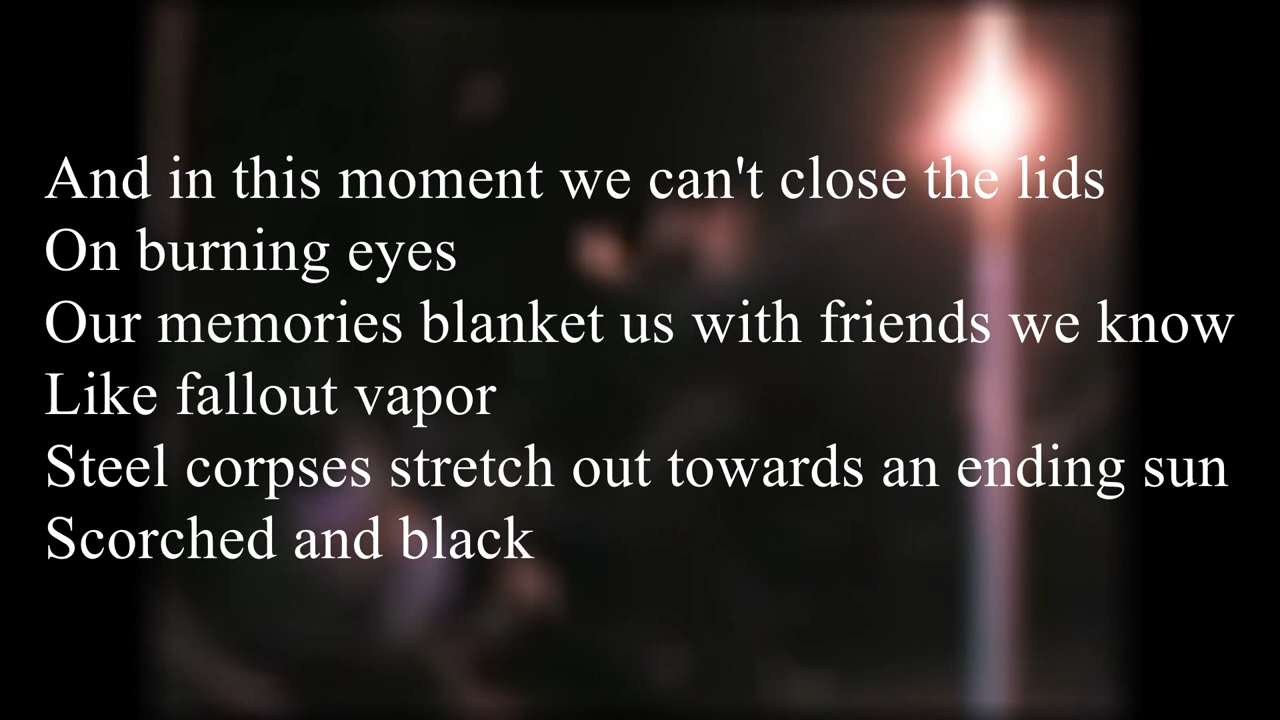 And in this moment we can't close the lids
On burning eyes
Our memories blanket us with friends we know
Like fallout vapor
Steel corpses stretch out towards an ending sun
Scorched and black